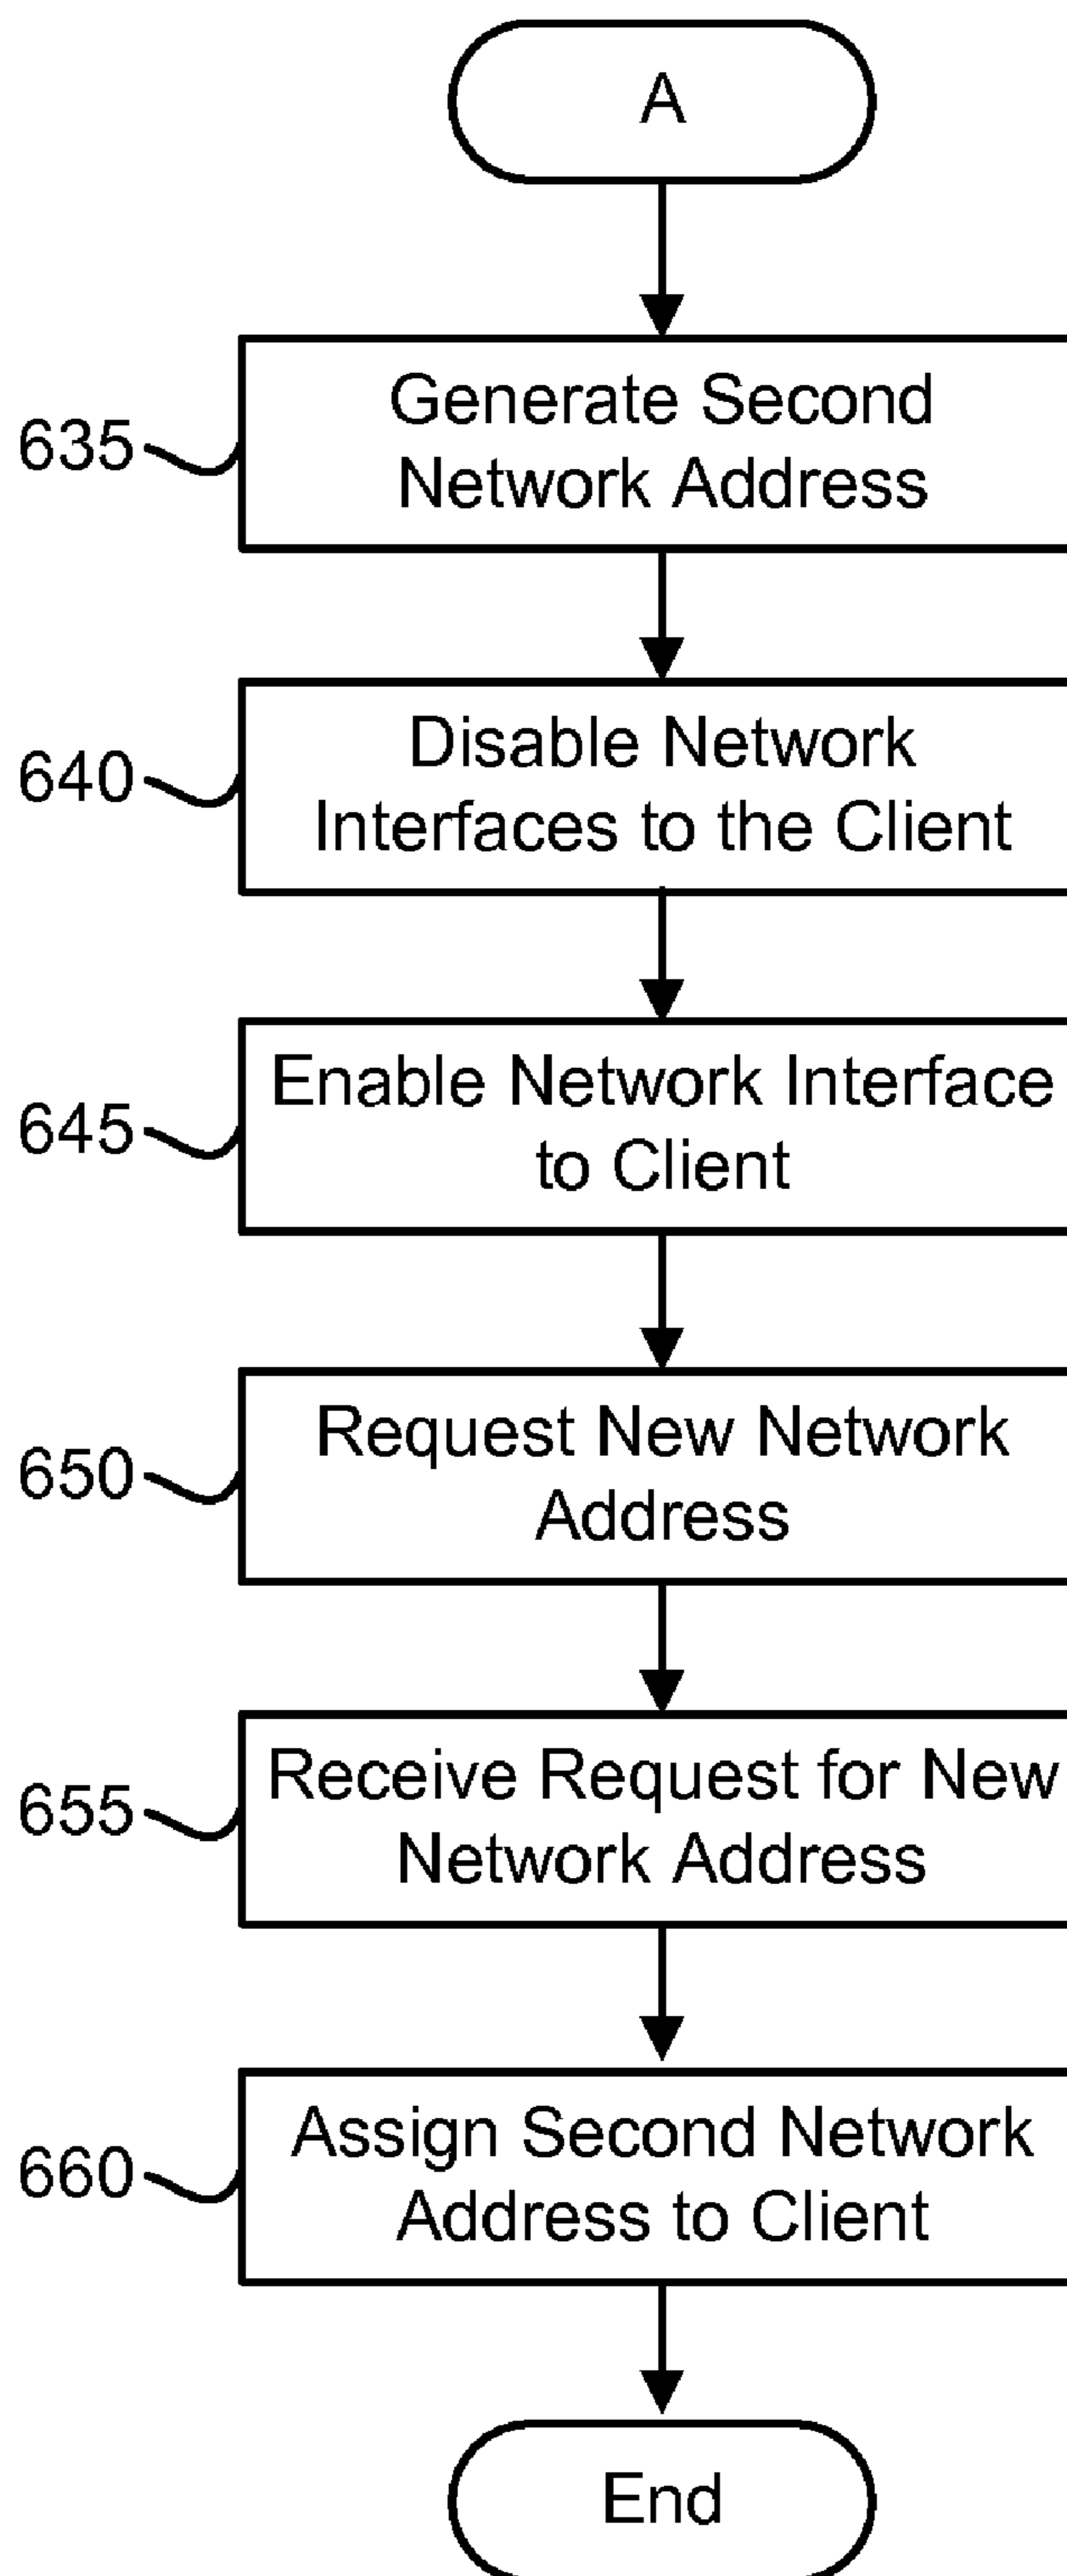 A
635
Generate Second
Network Address
640
Disable Network
Interfaces to the Client
645
Enable Network Interface
to Client
650
Request New Network
Address
655
Receive Request for New
Network Address
660
Assign Second Network
Address to Client
End